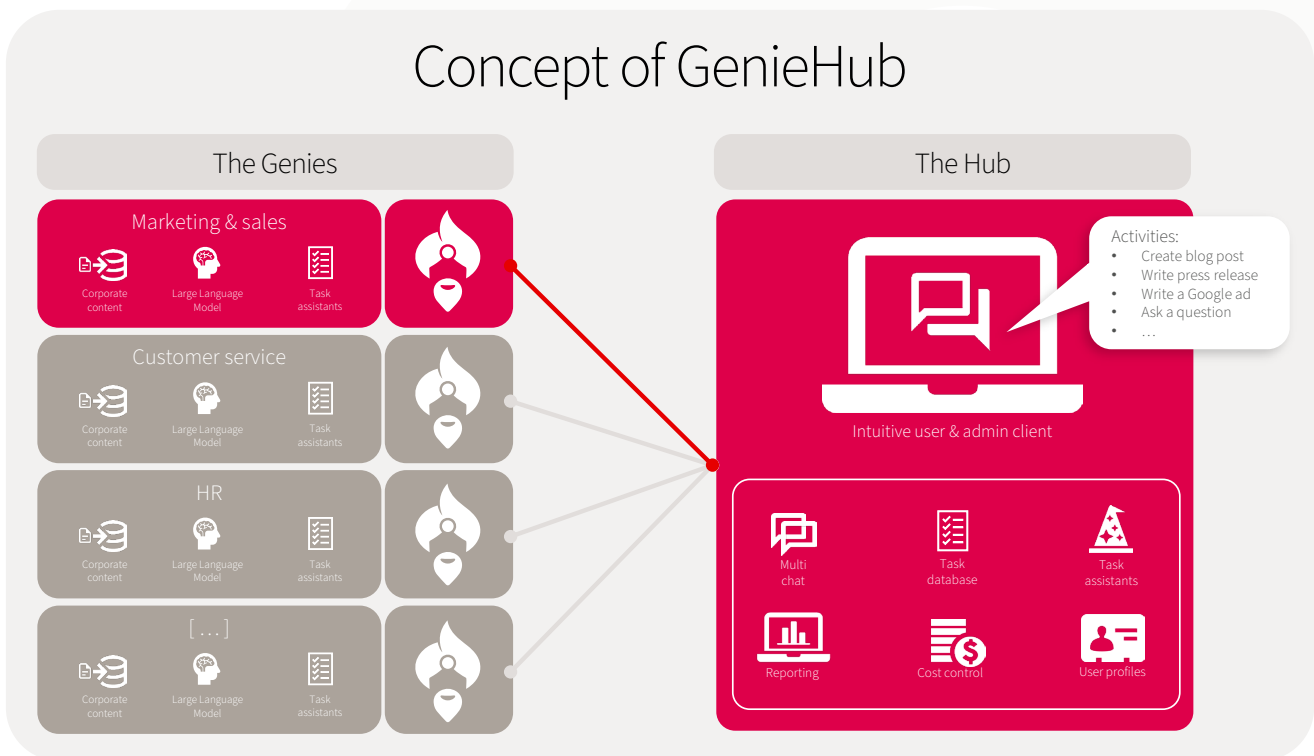 Concept of GenieHub
The Genies
Marketing & sales
Corporate
content
Large Language
Model
Task
assistants
Customer service
Corporate
content
Large Language
Model
Task
assistants
HR
Corporate
content
Large Language
Model
Task
assistants
[ ... ]
Corporate
content
Large Language
Model
Task
assistants
The Hub
Activities:
• Create blog post
• Write press release
• Write a Google ad
• Ask a question
• ...
Intuitive user & admin client
Multi
chat
Task
database
Task
assistants
Reporting
$
Cost control
User profiles